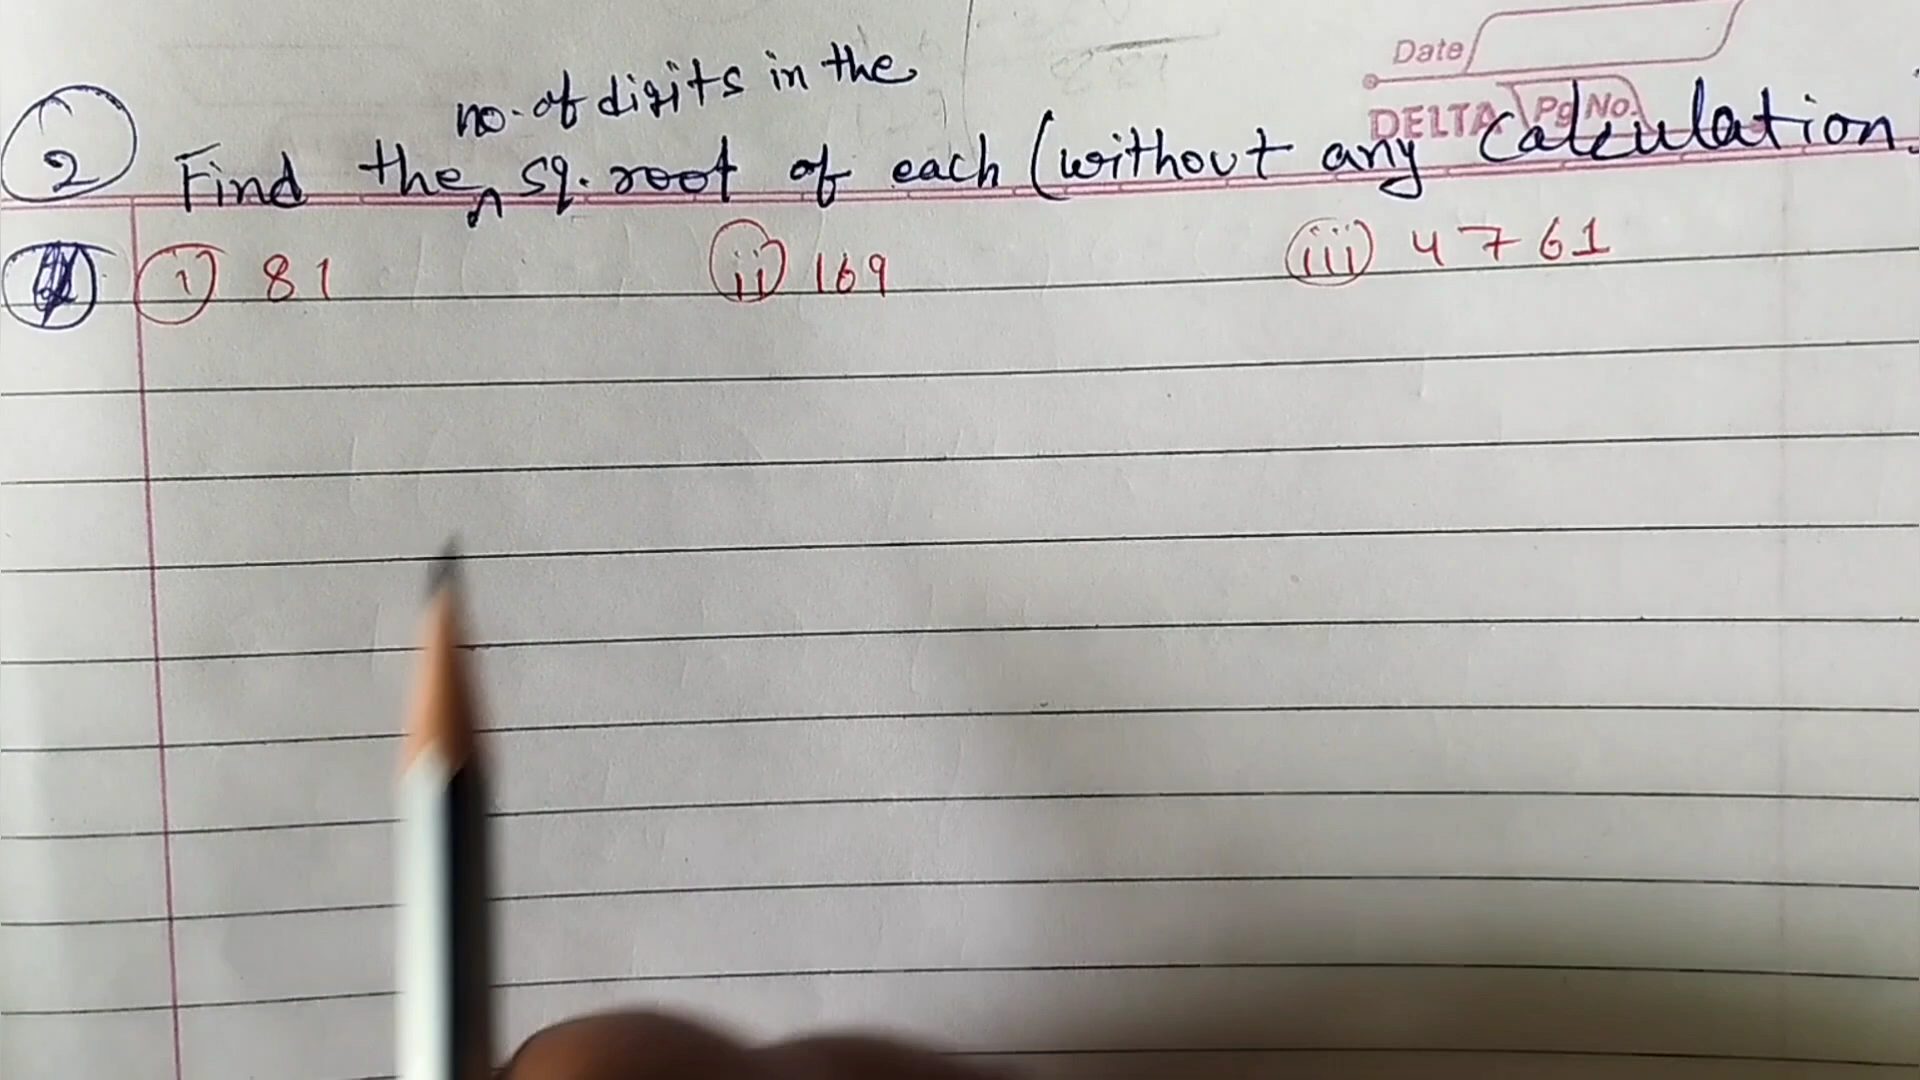 Date
DELTA Pg No.
no. of digits in the
2 Find the ^ sq. root of each (without any calculation.
i) 81 ii) 169 iii) 4761